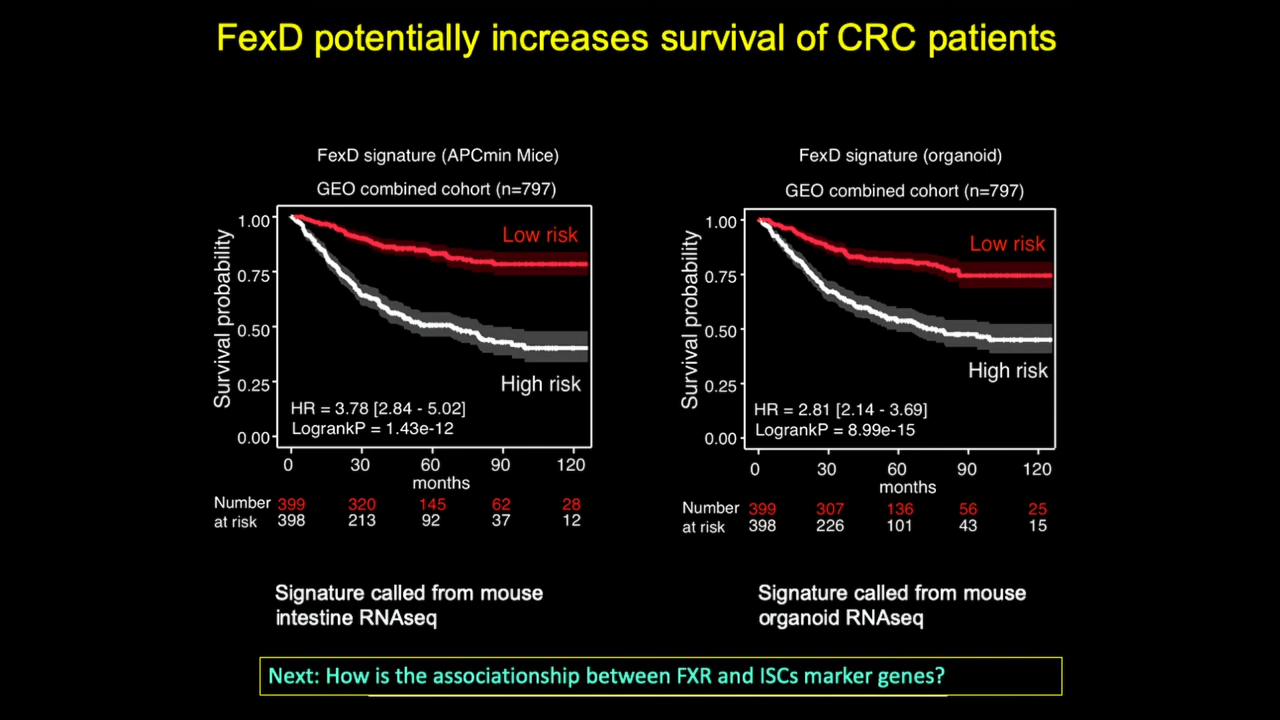 FexD potentially increases survival of CRC patients
FexD signature (APCmin Mice)
GEO combined cohort (n=797)
Survival probability
1.00
0.75
0.50
0.25
0.00
Low risk
High risk
HR = 3.78 [2.84 - 5.02]
LogrankP = 1.43e-12
0 30 60 90 120
months
Number 399 320 145 62 28
at risk 398 213 92 37 12
Signature called from mouse
intestine RNAseq
FexD signature (organoid)
GEO combined cohort (n=797)
Survival probability
1.00
0.75
0.50
0.25
0.00
Low risk
High risk
HR = 2.81 [2.14 - 3.69]
LogrankP = 8.99e-15
0 30 60 90 120
months
Number 399 307 136 56 25
at risk 398 226 101 43 15
Signature called from mouse
organoid RNAseq
Next: How is the associationship between FXR and ISCs marker genes?